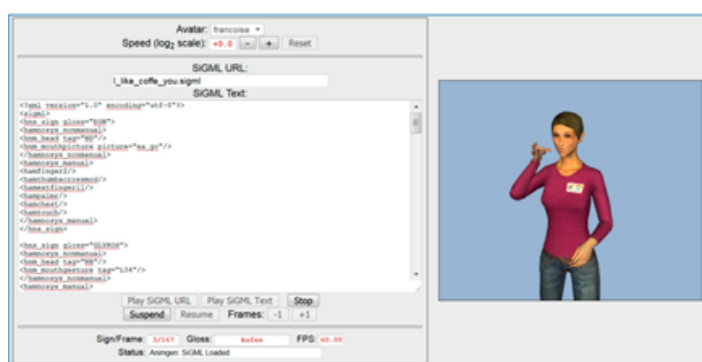 Avatar: francoise
Speed (log2 scale): +0.0 - + Reset
SiGML URL:
I_like_coffe_you.sigml
SiGML Text:
<?xml version="1.0" encoding="utf-8"?>
<sigml>
<hns_sign gloss="EGW">
<hamnosys_nonmanual>
<hnm_head tag="ND"/>
<hnm_mouthpicture picture="ea_go"/>
</hamnosys_nonmanual>
<hamnosys_manual>
<hamfinger2/>
<hamthumbacrossmod/>
<hamextfingeril/>
<hampalmr/>
<hamchest/>
<hamtouch/>
</hamnosys_manual>
</hns_sign>
<hns_sign gloss="GLYKOS">
<hamnosys_nonmanual>
<hnm_head tag="NB"/>
<hnm_mouthgesture tag="L34"/>
</hamnosys_nonmanual>
<hamnosys_manual>
Play SiGML URL Play SiGML Text Stop
Suspend Resume Frames: -1 +1
Sign/Frame: 3/167 Gloss: kafes FPS: 60.00
Status: Animgen: SiGML Loaded